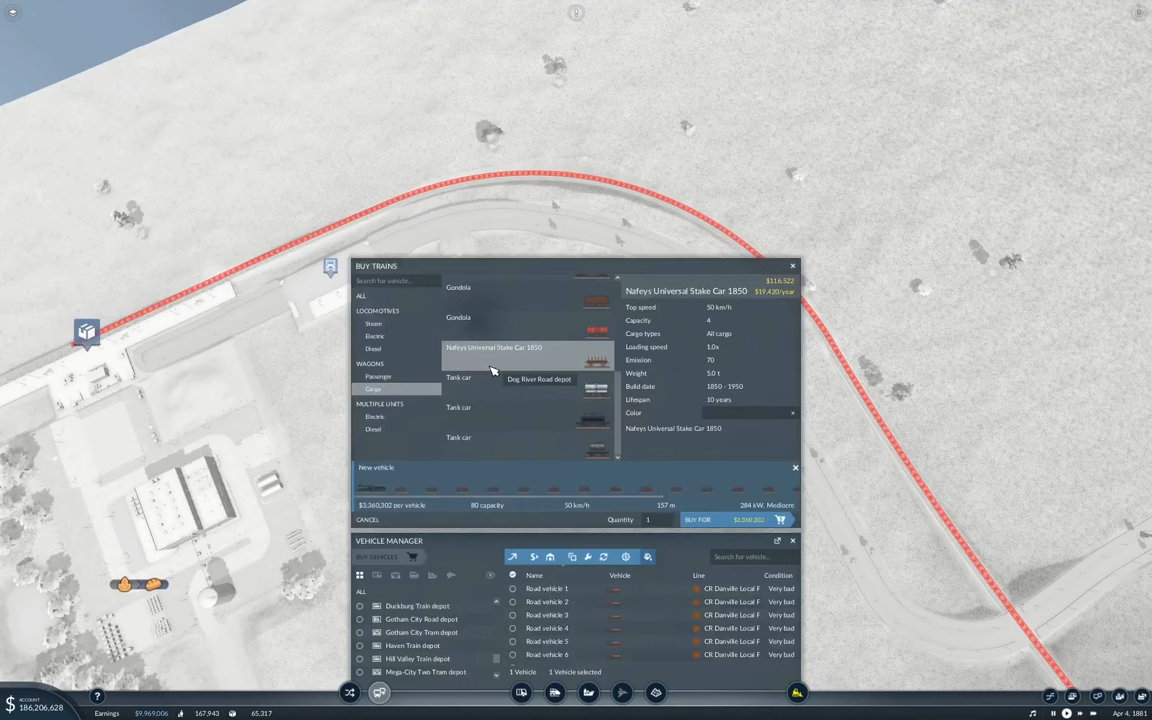 BUY TRAINS
Search for vehicle..
ALL
LOCOMOTIVES
Steam
Electric
Diesel
WAGONS
Passenger
Cargo
MULTIPLE UNITS
Electric
Diesel
Gondola
Gondola
Nafeys Universal Stake Car 1850
Tank car
Dog River Road depot
Tank car
Tank car
$116.522
Nafeys Universal Stake Car 1850
$19.420/year
Top speed 50 km/h
Capacity 4
Cargo types All cargo
Loading speed 1.0x
Emission 70
Weight 5.0 t
Build date 1850 - 1950
Lifespan 10 years
Color
Nafeys Universal Stake Car 1850
New vehicle
$3,360,302 per vehicle 80 capacity 50 km/h 157 m 284 kW. Mediocre
CANCEL Quantity 1 BUY FOR $3,360,302
VEHICLE MANAGER
BUY VEHICLES
Search for vehicle..
ALL
Duckburg Train depot
Gotham City Road depot
Gotham City Tram depot
Haven Train depot
Hill Valley Train depot
Mega-City Two Tram depot
Name Vehicle Line Condition
Road vehicle 1 CR Danville Local F Very bad
Road vehicle 2 CR Danville Local F Very bad
Road vehicle 3 CR Danville Local F Very bad
Road vehicle 4 CR Danville Local F Very bad
Road vehicle 5 CR Danville Local F Very bad
Road vehicle 6 CR Danville Local F Very bad
1 Vehicle 1 Vehicle selected
$ ACCOUNT
186,206,628
?
Earnings $9,969,006 167,943 65,317
Apr 4, 1881